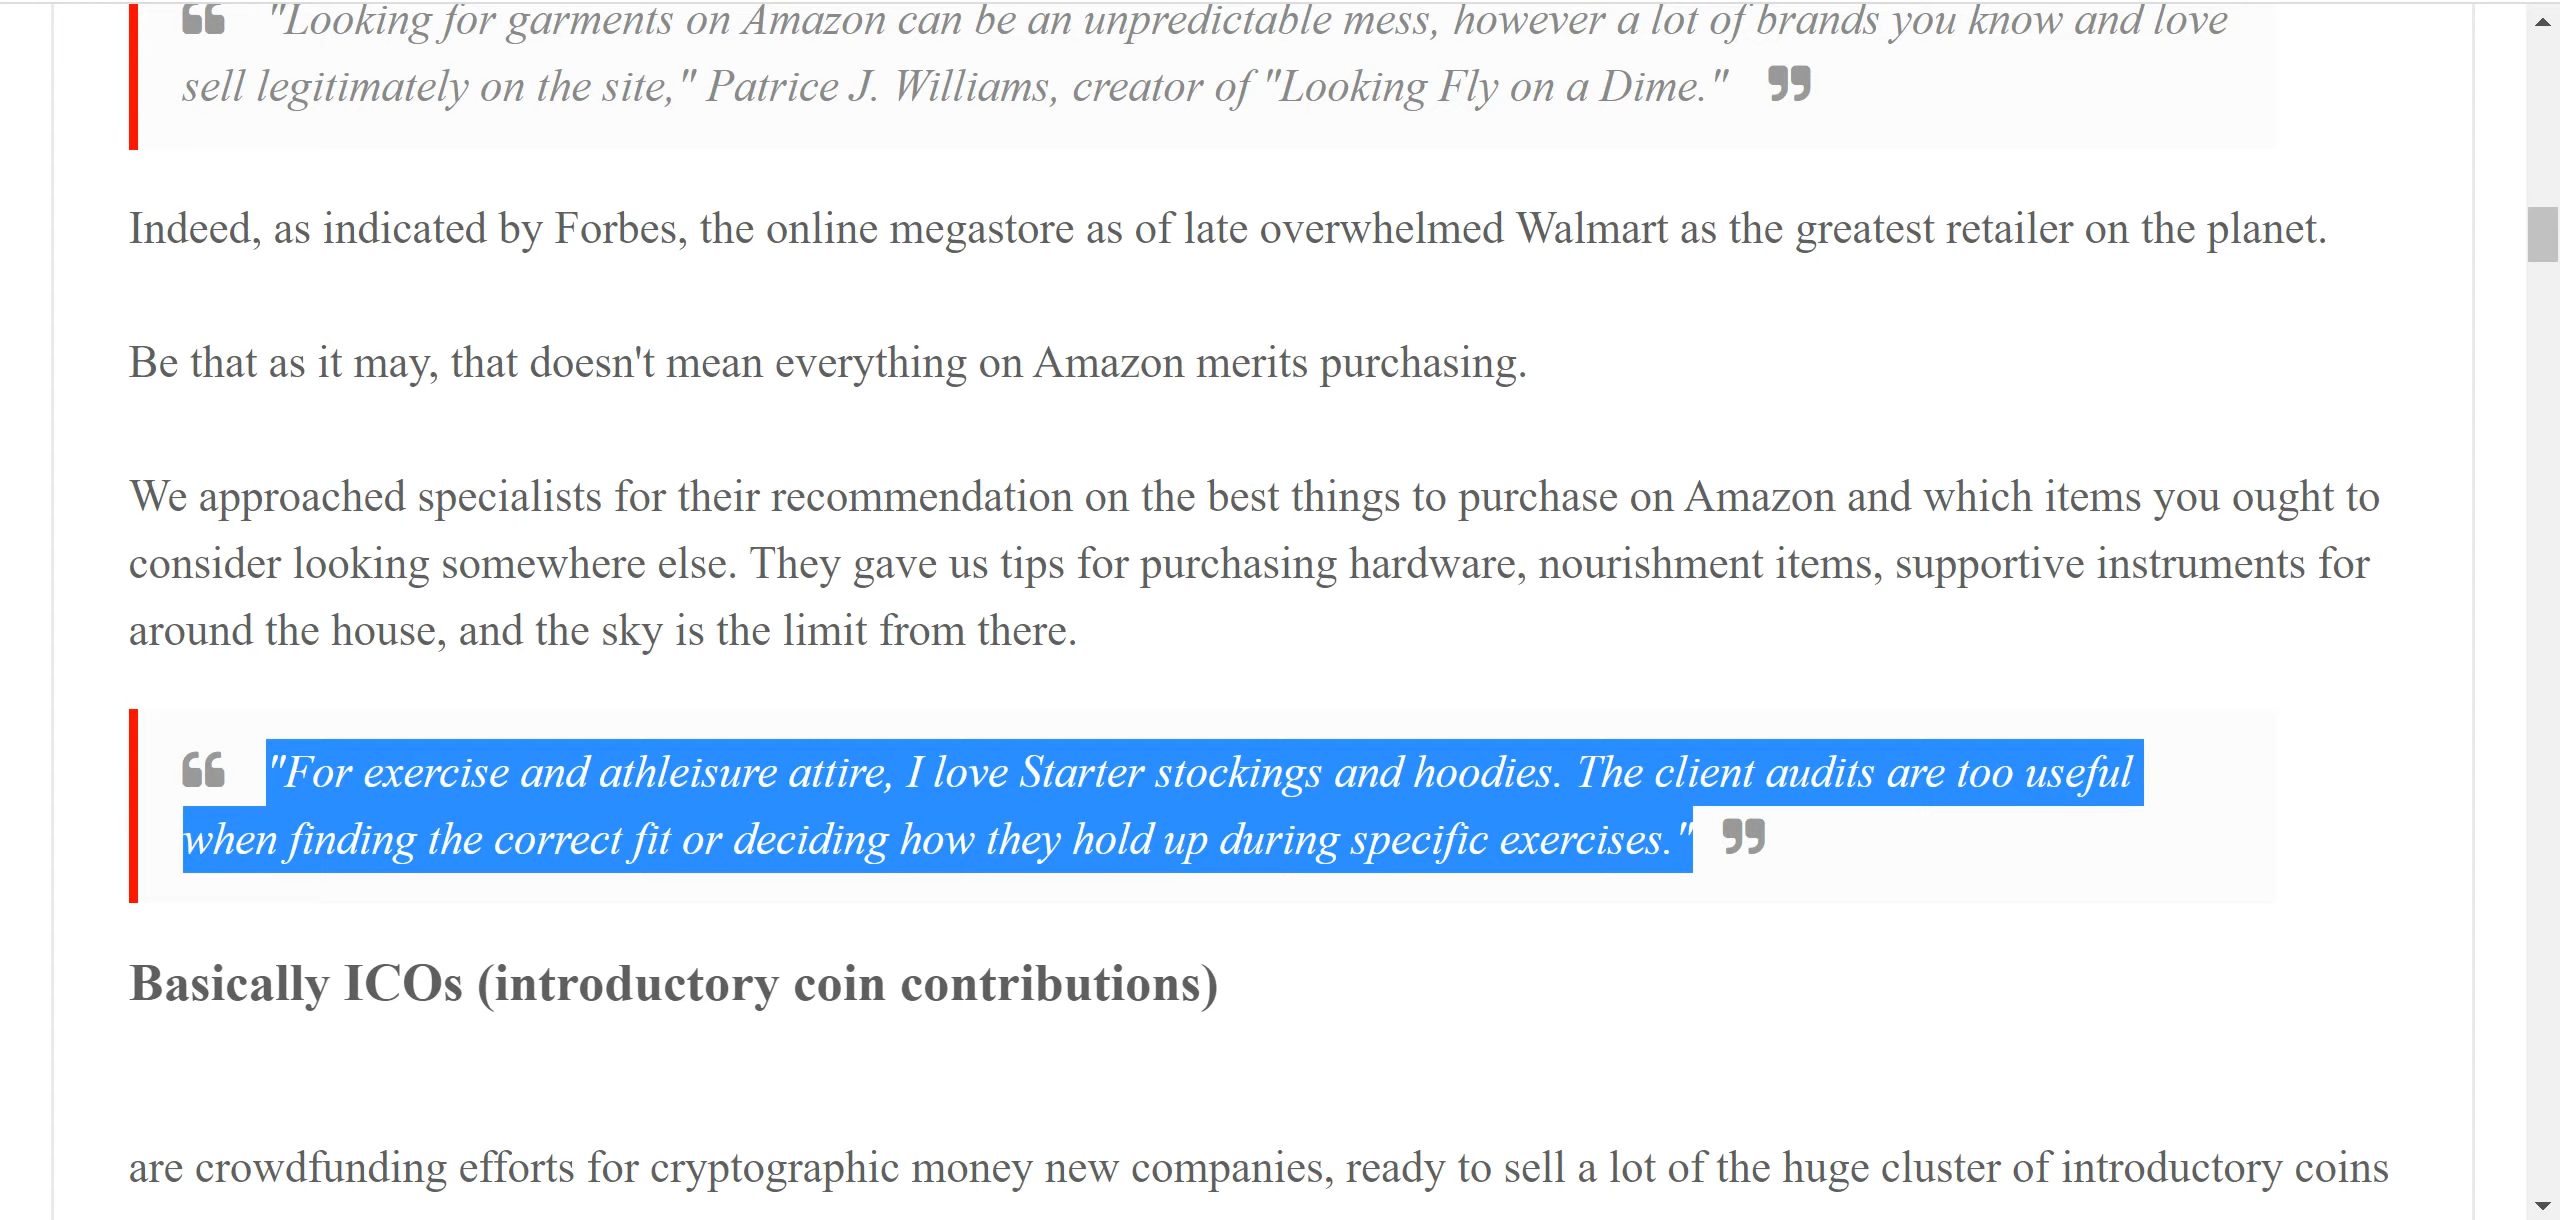 "Looking for garments on Amazon can be an unpredictable mess, however a lot of brands you know and love
sell legitimately on the site," Patrice J. Williams, creator of "Looking Fly on a Dime."
Indeed, as indicated by Forbes, the online megastore as of late overwhelmed Walmart as the greatest retailer on the planet.
Be that as it may, that doesn't mean everything on Amazon merits purchasing.
We approached specialists for their recommendation on the best things to purchase on Amazon and which items you ought to
consider looking somewhere else. They gave us tips for purchasing hardware, nourishment items, supportive instruments for
around the house, and the sky is the limit from there.
"For exercise and athleisure attire, I love Starter stockings and hoodies. The client audits are too useful
when finding the correct fit or deciding how they hold up during specific exercises."
Basically ICOs (introductory coin contributions)
are crowdfunding efforts for cryptographic money new companies, ready to sell a lot of the huge cluster of introductory coins